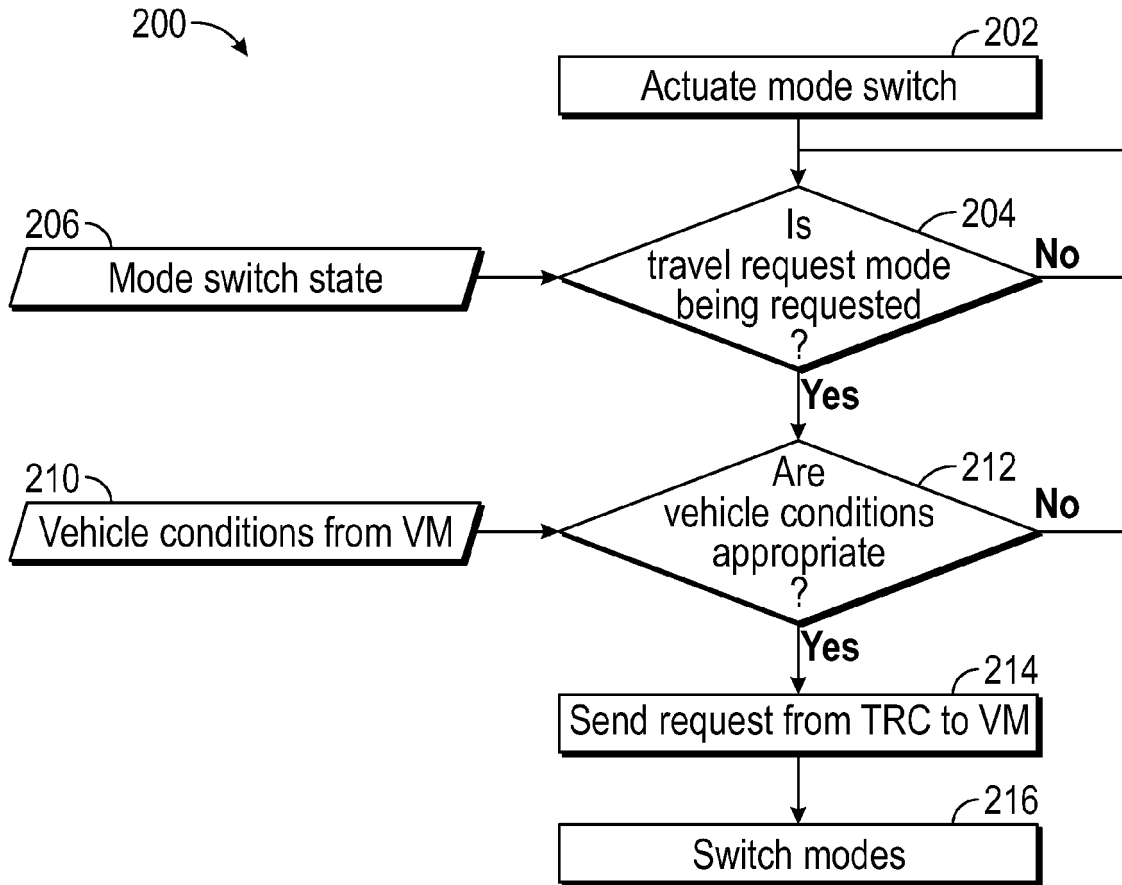 200
202
Actuate mode switch
206
Mode switch state
204
Is
travel request mode
being requested
?
No
Yes
210
Vehicle conditions from VM
212
Are
vehicle conditions
appropriate
?
No
Yes
214
Send request from TRC to VM
216
Switch modes